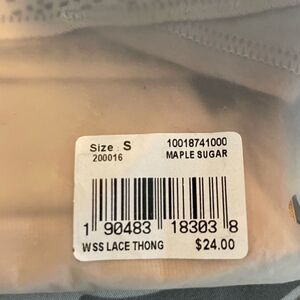 Size : S 10018741000
200016 MAPLE SUGAR
1 90483 18303 8
WSS LACE THONG $24.00